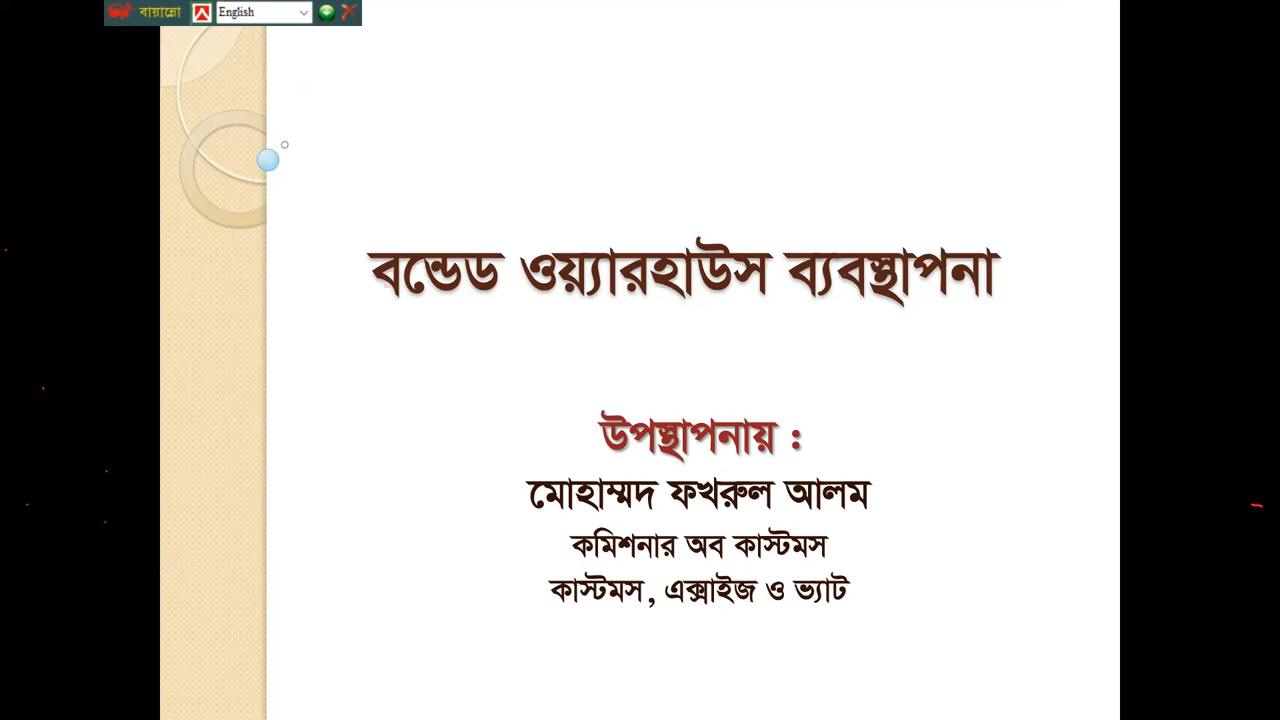 বায়ান্নো English
বন্ডেড ওয়্যারহাউস ব্যবস্থাপনা
উপস্থাপনায় :
মোহাম্মদ ফখরুল আলম
কমিশনার অব কাস্টমস
কাস্টমস, এক্সাইজ ও ভ্যাট